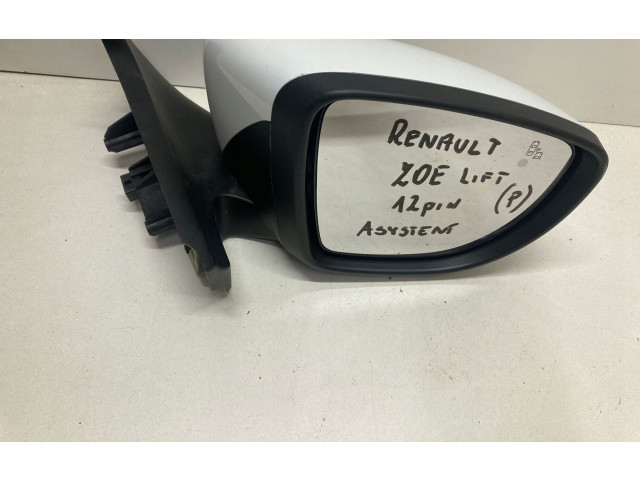 RENAULT
ZOE LIFT
12pin (P)
ASYSTENT